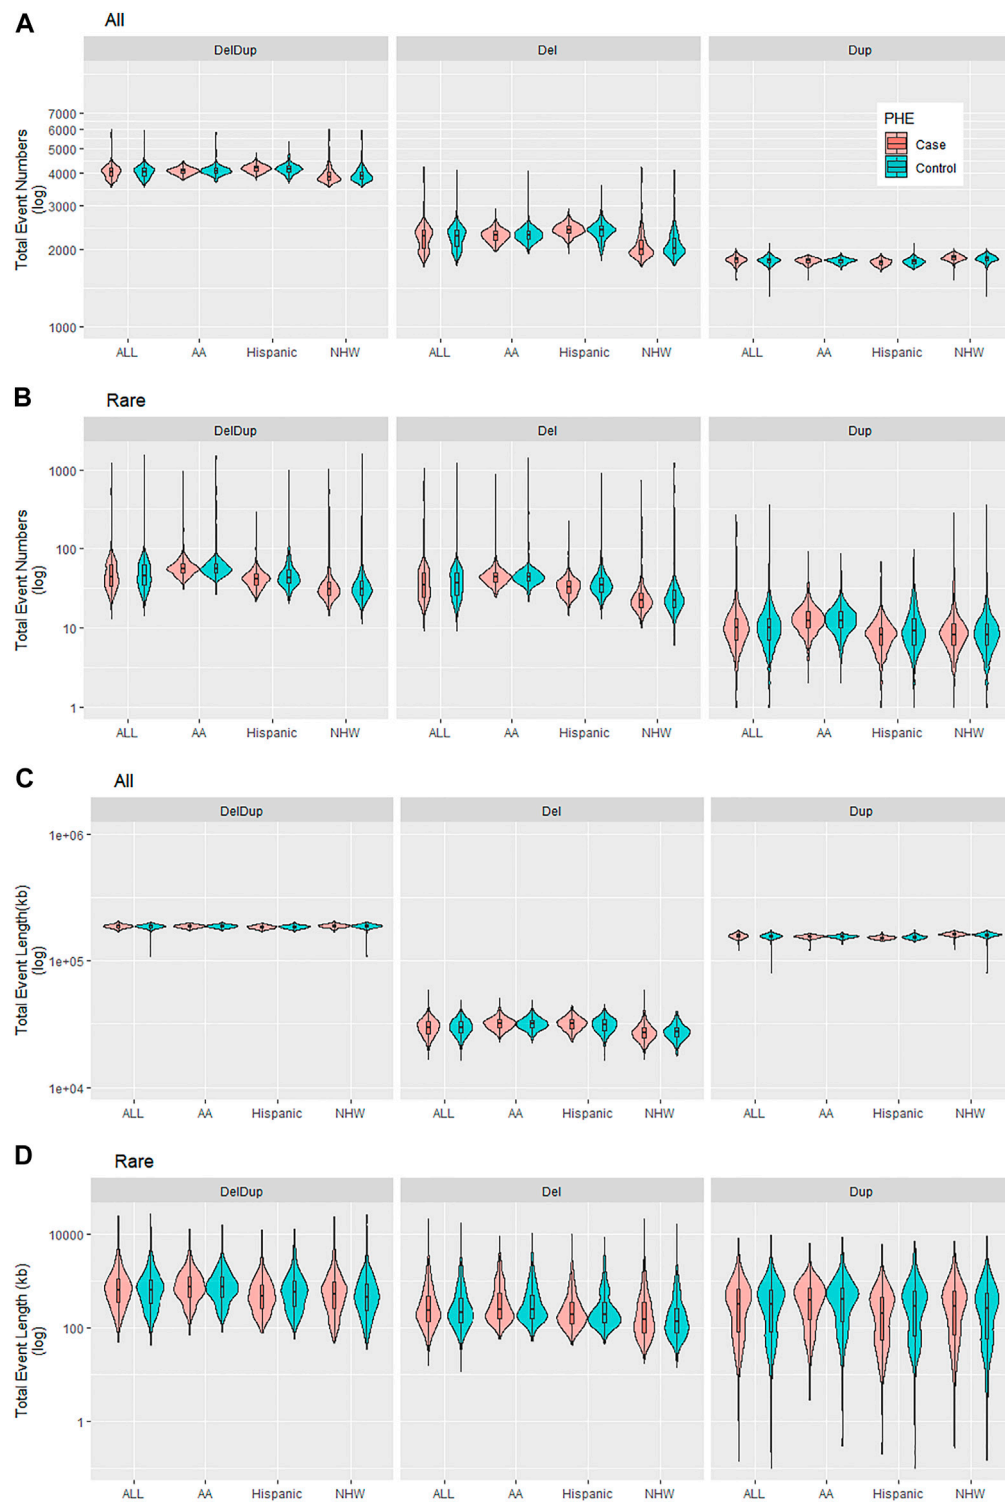 A
All
DelDup
Del
Dup
Total Event Numbers
(log)
7000
6000
5000
4000
3000
2000
1000
PHE
Case
Control
ALL
AA
Hispanic
NHW
ALL
AA
Hispanic
NHW
ALL
AA
Hispanic
NHW
B
Rare
DelDup
Del
Dup
Total Event Numbers
(log)
1000
100
10
1
ALL
AA
Hispanic
NHW
ALL
AA
Hispanic
NHW
ALL
AA
Hispanic
NHW
C
All
DelDup
Del
Dup
Total Event Length(kb)
(log)
1e+06
1e+05
1e+04
ALL
AA
Hispanic
NHW
ALL
AA
Hispanic
NHW
ALL
AA
Hispanic
NHW
D
Rare
DelDup
Del
Dup
Total Event Length (kb)
(log)
10000
100
1
ALL
AA
Hispanic
NHW
ALL
AA
Hispanic
NHW
ALL
AA
Hispanic
NHW